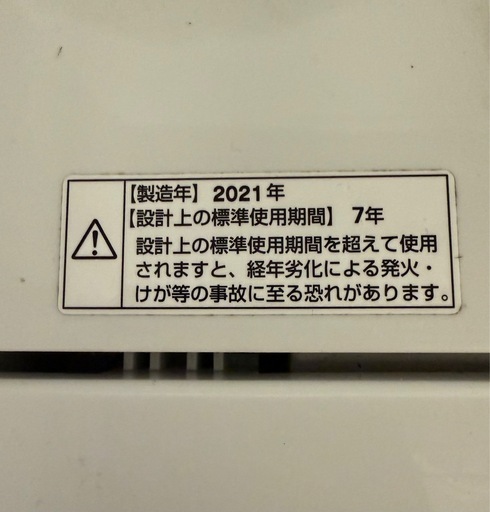 【製造年】 2021年
【設計上の標準使用期間】 7年
設計上の標準使用期間を超えて使用
されますと、経年劣化による発火・
けが等の事故に至る恐れがあります。